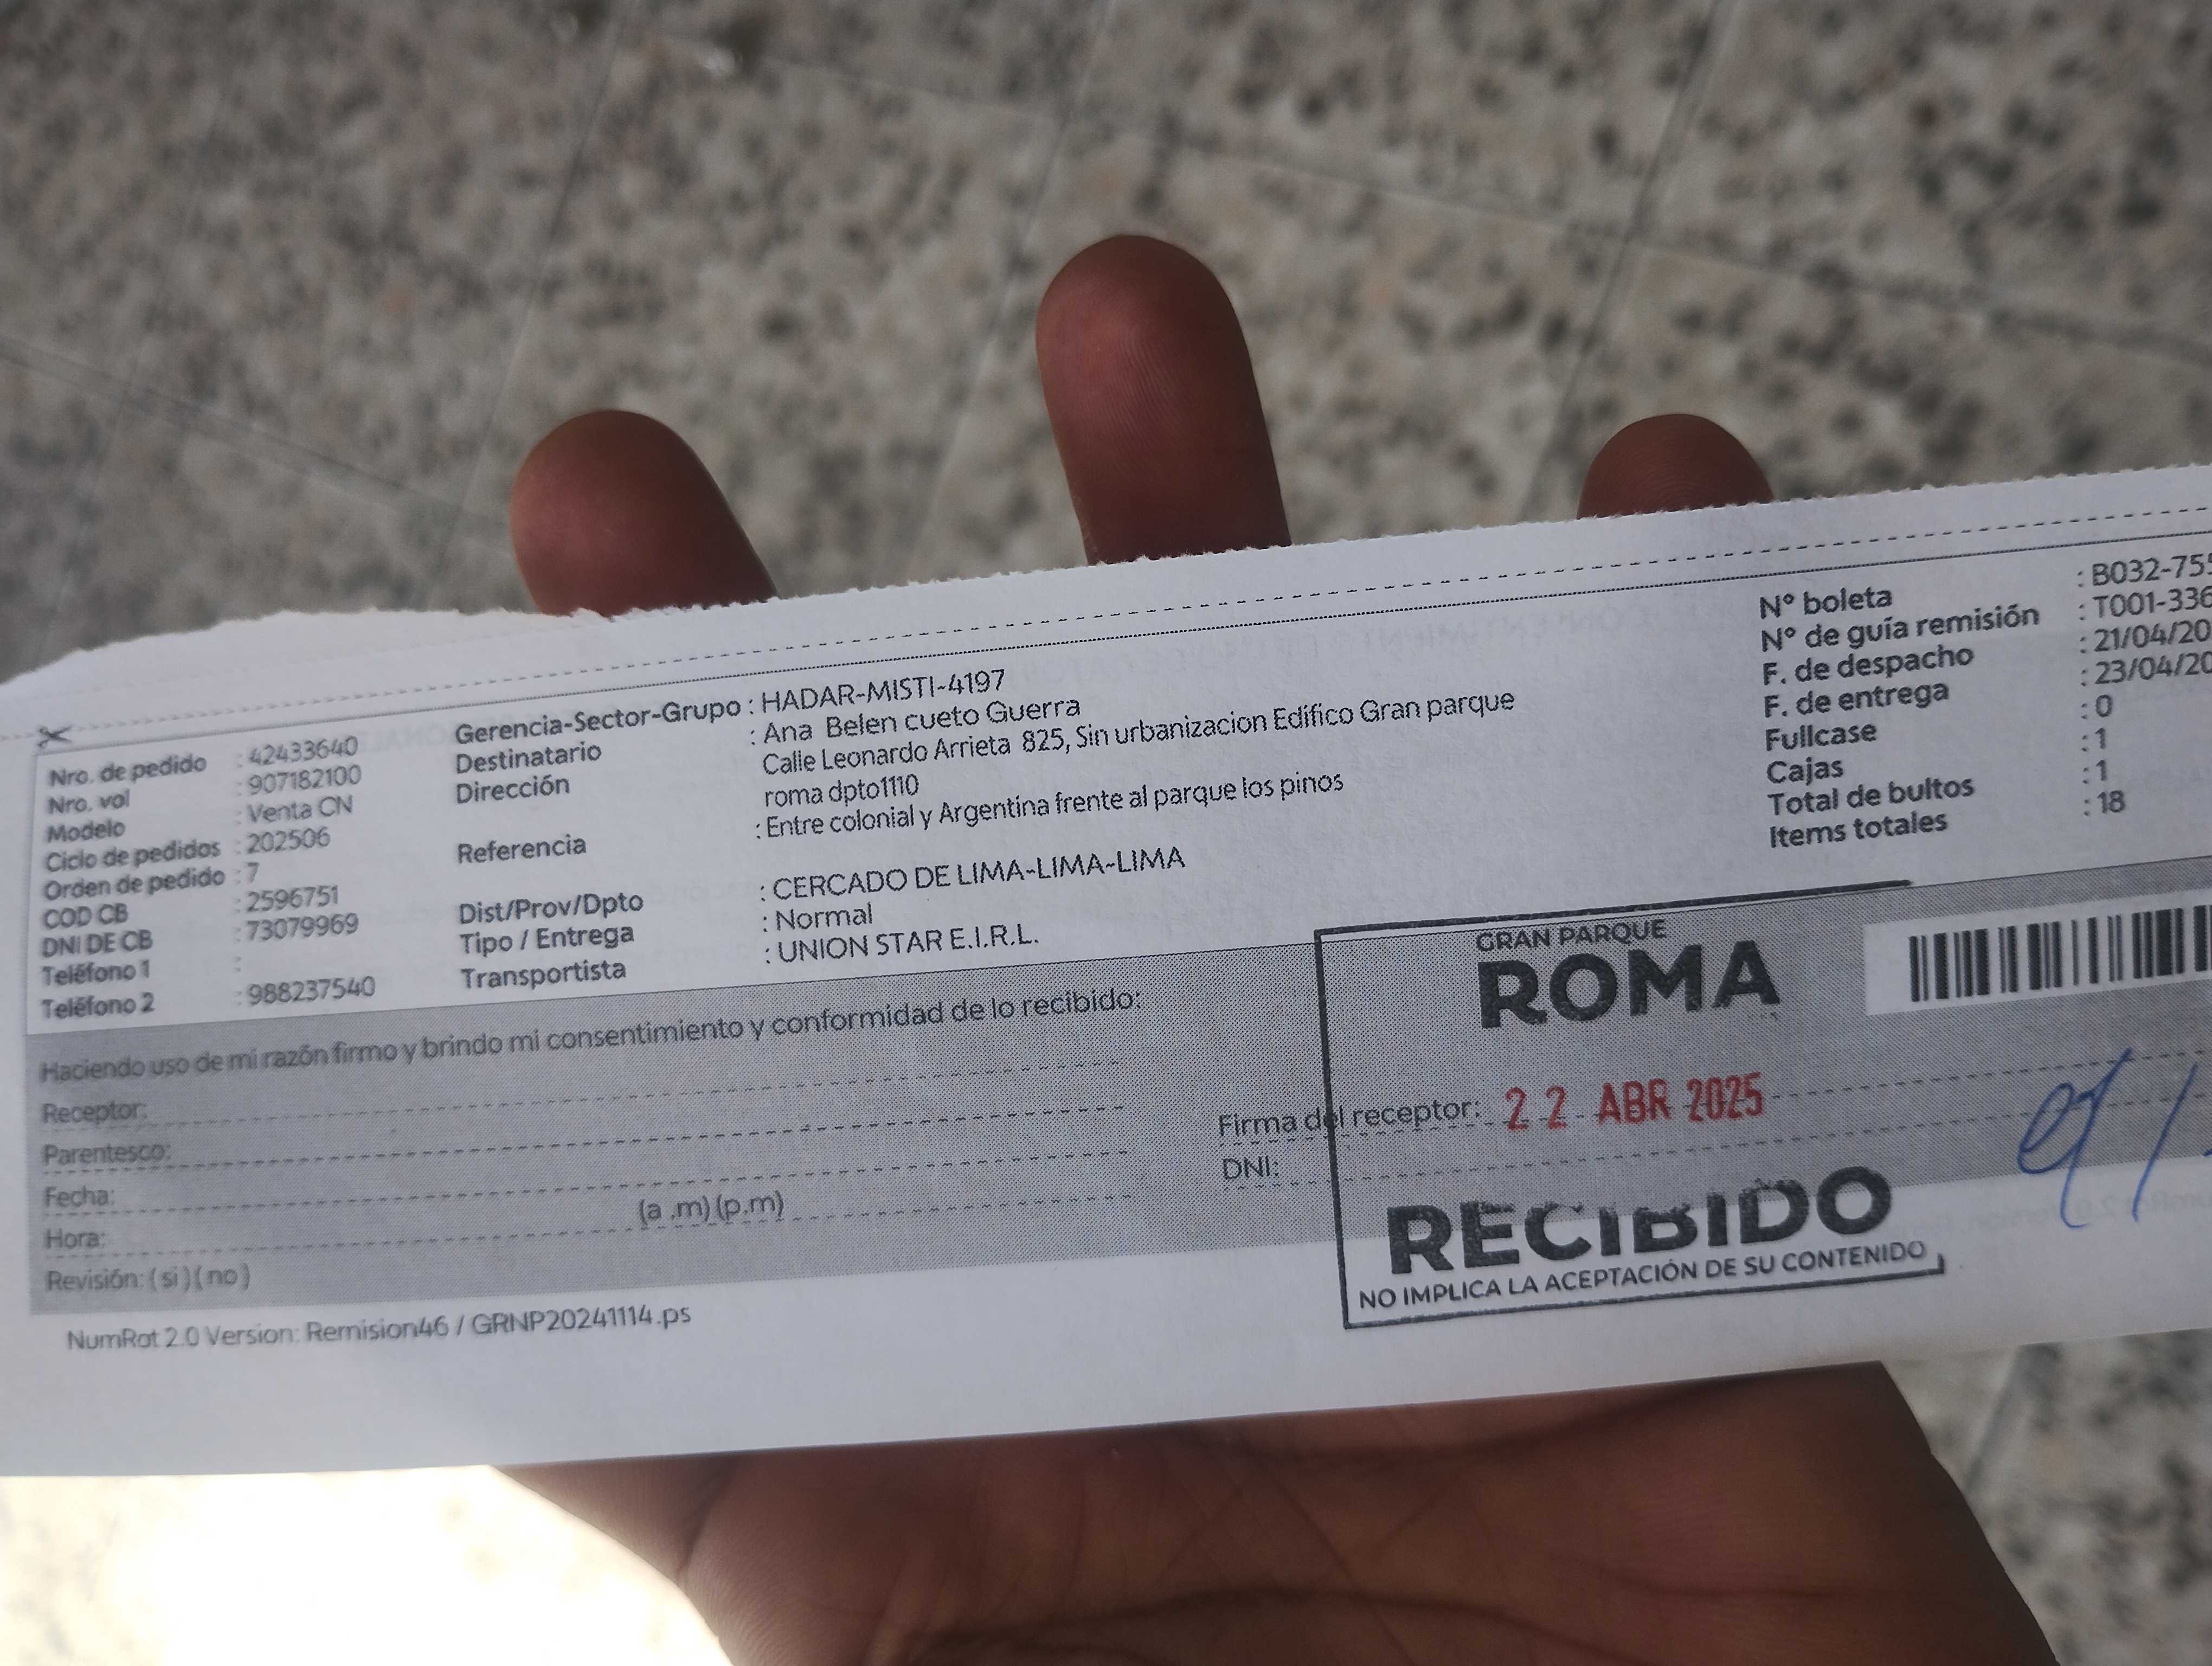 Nro. de pedido : 42433640
Nro. vol : 907182100
Modelo : Venta CN
Ciclo de pedidos : 202506
Orden de pedido : 7
COD CB : 2596751
DNI DE CB : 73079969
Teléfono 1 :
Teléfono 2 : 988237540
Gerencia-Sector-Grupo : HADAR-MISTI-4197
Destinatario : Ana Belen cueto Guerra
Dirección : Calle Leonardo Arrieta 825, Sin urbanizacion Edifico Gran parque
roma dpto1110
Referencia : Entre colonial y Argentina frente al parque los pinos
Dist/Prov/Dpto : CERCADO DE LIMA-LIMA-LIMA
Tipo / Entrega : Normal
Transportista : UNION STAR E.I.R.L.
N° boleta : B032-755
N° de guía remisión : T001-336
F. de despacho : 21/04/20
F. de entrega : 23/04/20
Fullcase : 0
Cajas : 1
Total de bultos : 1
Items totales : 18
Haciendo uso de mi razón firmo y brindo mi consentimiento y conformidad de lo recibido:
Receptor:
Parentesco:
Fecha:
Hora: (a .m) (p.m)
Revisión: ( si ) ( no )
Firma del receptor:
DNI:
GRAN PARQUE
ROMA
22 ABR 2025
RECIBIDO
NO IMPLICA LA ACEPTACIÓN DE SU CONTENIDO
NumRot 2.0 Version: Remision46 / GRNP20241114.ps